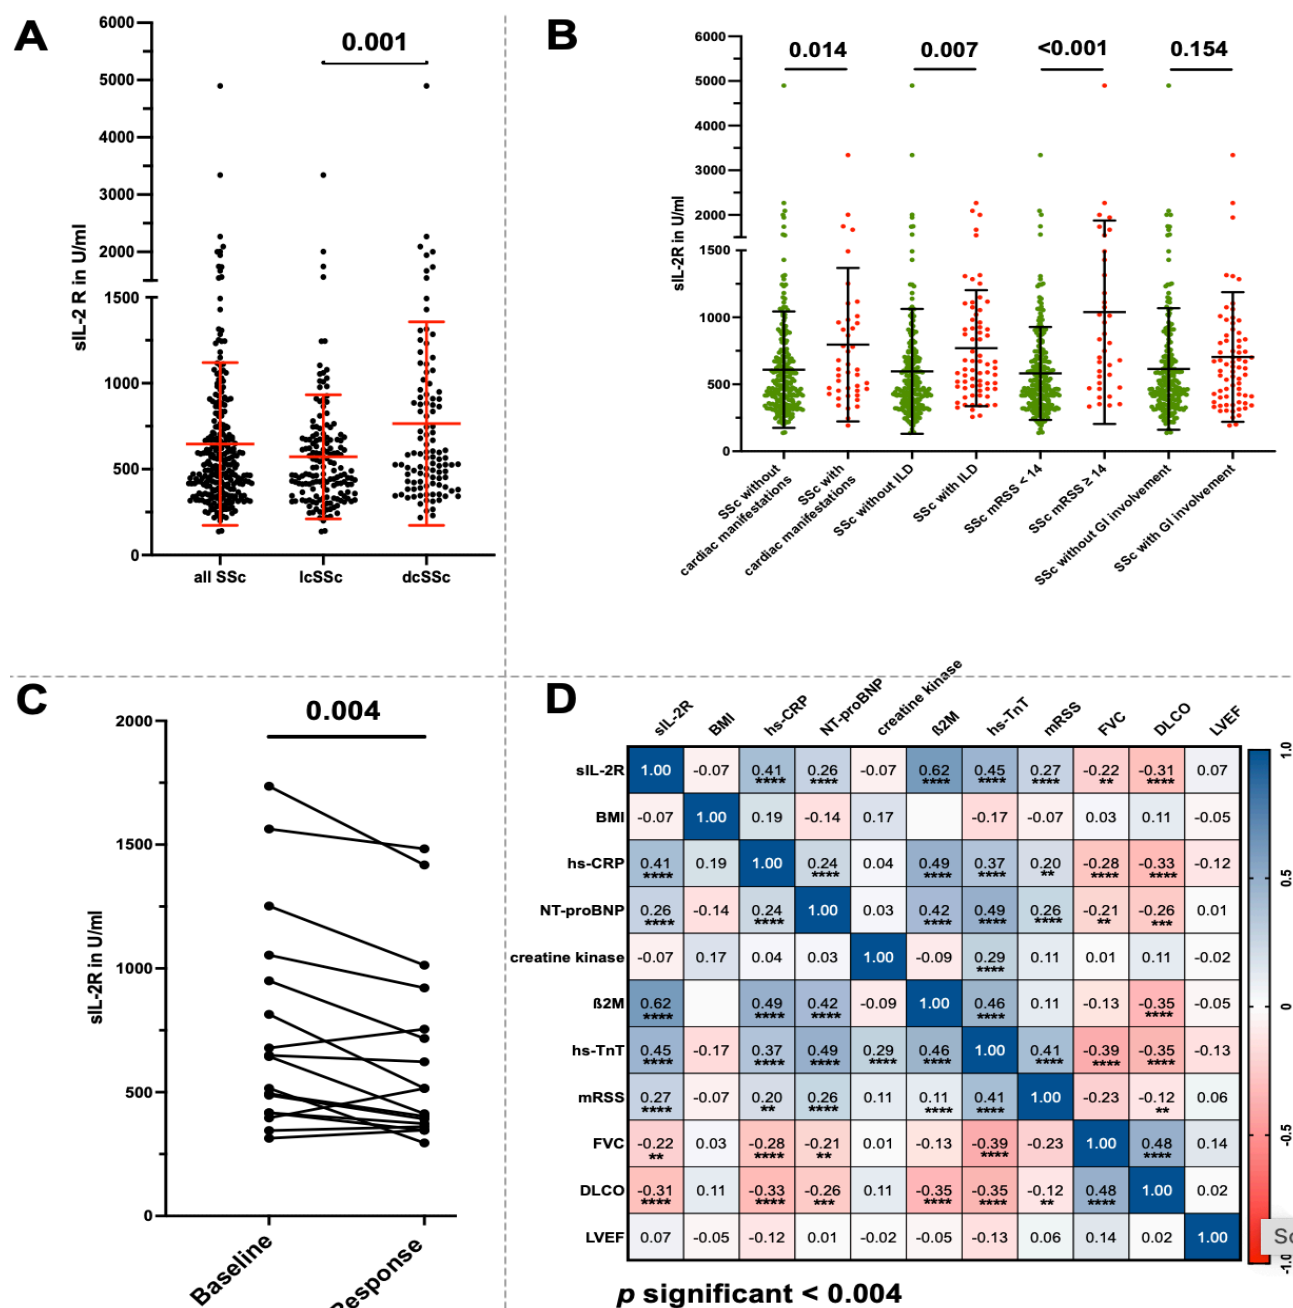 A
6000
5000
4000
3000
2000
1500
1000
500
0
sIL-2 R in U/ml
0.001
all SSc
lcSSc
dcSSc
B
6000
5000
4000
3000
2000
1500
1000
500
0
sIL-2R in U/ml
0.014
0.007
<0.001
0.154
SSc without
cardiac manifestations
SSc with
cardiac manifestations
SSc without ILD
SSc with ILD
SSc mRSS < 14
SSc mRSS ≥ 14
SSc without GI involvement
SSc with GI involvement
C
2000
1500
1000
500
0
sIL-2R in U/ml
0.004
Baseline
Response
D
sIL-2R BMI hs-CRP NT-proBNP creatine kinase ß2M hs-TnT mRSS FVC DLCO LVEF
sIL-2R 1.00 -0.07 0.41 **** 0.26 **** -0.07 0.62 **** 0.45 **** 0.27 **** -0.22 ** -0.31 **** 0.07
BMI -0.07 1.00 0.19 -0.14 0.17 -0.17 -0.07 0.03 0.11 -0.05
hs-CRP 0.41 **** 0.19 1.00 0.24 **** 0.04 0.49 **** 0.37 **** 0.20 ** -0.28 **** -0.33 **** -0.12
NT-proBNP 0.26 **** -0.14 0.24 **** 1.00 0.03 0.42 **** 0.49 **** 0.26 **** -0.21 ** -0.26 *** 0.01
creatine kinase -0.07 0.17 0.04 0.03 1.00 -0.09 0.29 **** 0.11 0.01 0.11 -0.02
ß2M 0.62 **** 0.49 **** 0.42 **** -0.09 1.00 0.46 **** 0.11 -0.13 -0.35 **** -0.05
hs-TnT 0.45 **** -0.17 0.37 **** 0.49 **** 0.29 **** 0.46 **** 1.00 0.41 **** -0.39 **** -0.35 **** -0.13
mRSS 0.27 **** -0.07 0.20 ** 0.26 **** 0.11 0.11 **** 0.41 **** 1.00 -0.23 -0.12 ** 0.06
FVC -0.22 ** 0.03 -0.28 **** -0.21 ** 0.01 -0.13 -0.39 **** -0.23 1.00 0.48 **** 0.14
DLCO -0.31 **** 0.11 -0.33 **** -0.26 *** 0.11 -0.35 **** -0.35 **** -0.12 ** 0.48 **** 1.00 0.02
LVEF 0.07 -0.05 -0.12 0.01 -0.02 -0.05 -0.13 0.06 0.14 0.02 1.00
1.0
0.5
0
-0.5
-1.0
p significant < 0.004